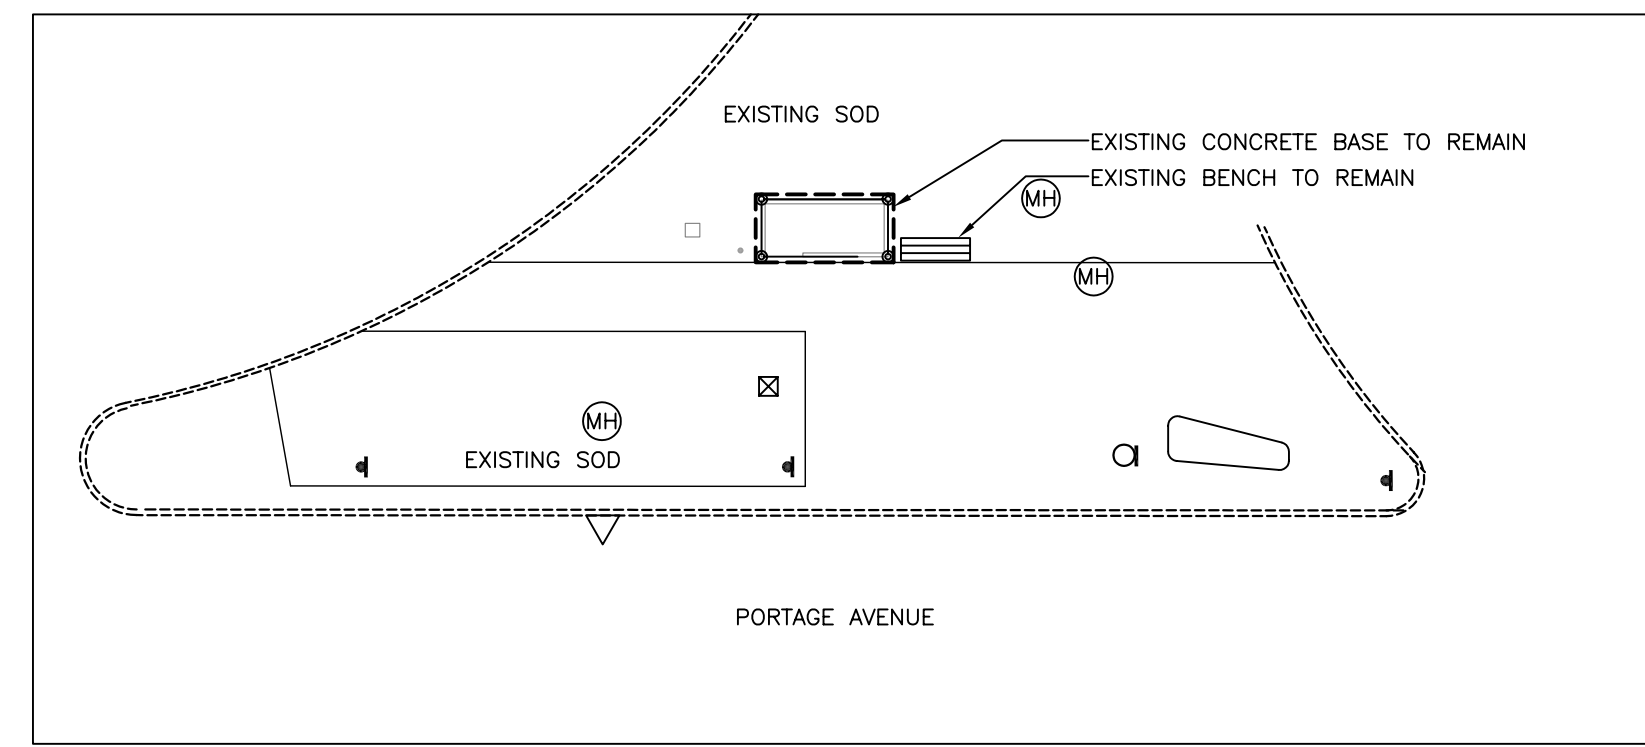 EXISTING SOD
EXISTING CONCRETE BASE TO REMAIN
EXISTING BENCH TO REMAIN
MH
MH
MH
EXISTING SOD
PORTAGE AVENUE